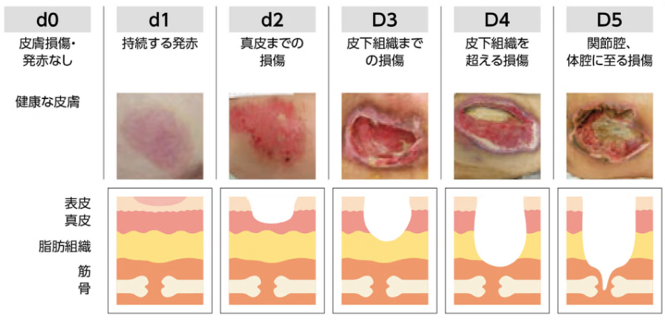 d0
皮膚損傷・
発赤なし
健康な皮膚
d1
持続する発赤
d2
真皮までの
損傷
D3
皮下組織まで
の損傷
D4
皮下組織を
超える損傷
D5
関節腔、
体腔に至る損傷
表皮
真皮
脂肪組織
筋
骨